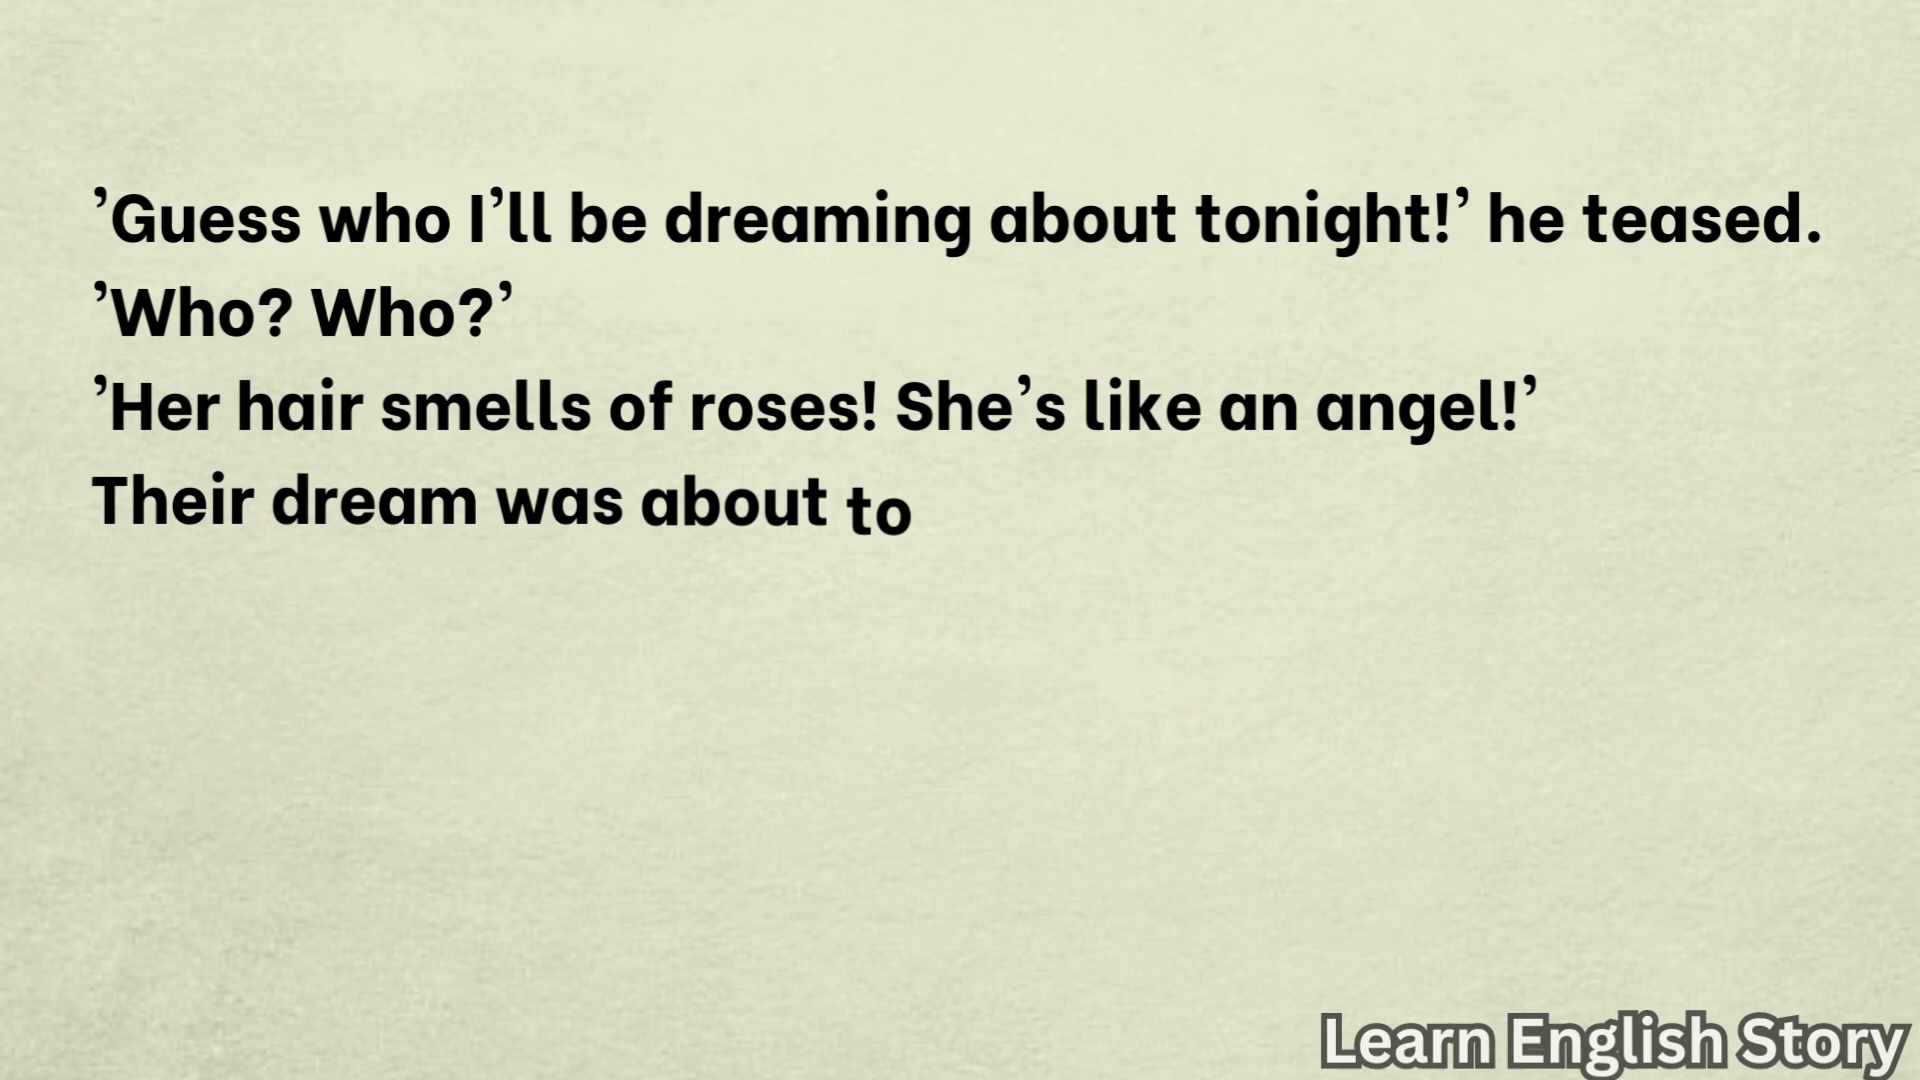 ’Guess who I’ll be dreaming about tonight!’ he teased.
’Who? Who?’
’Her hair smells of roses! She’s like an angel!’
Their dream was about to
Learn English Story